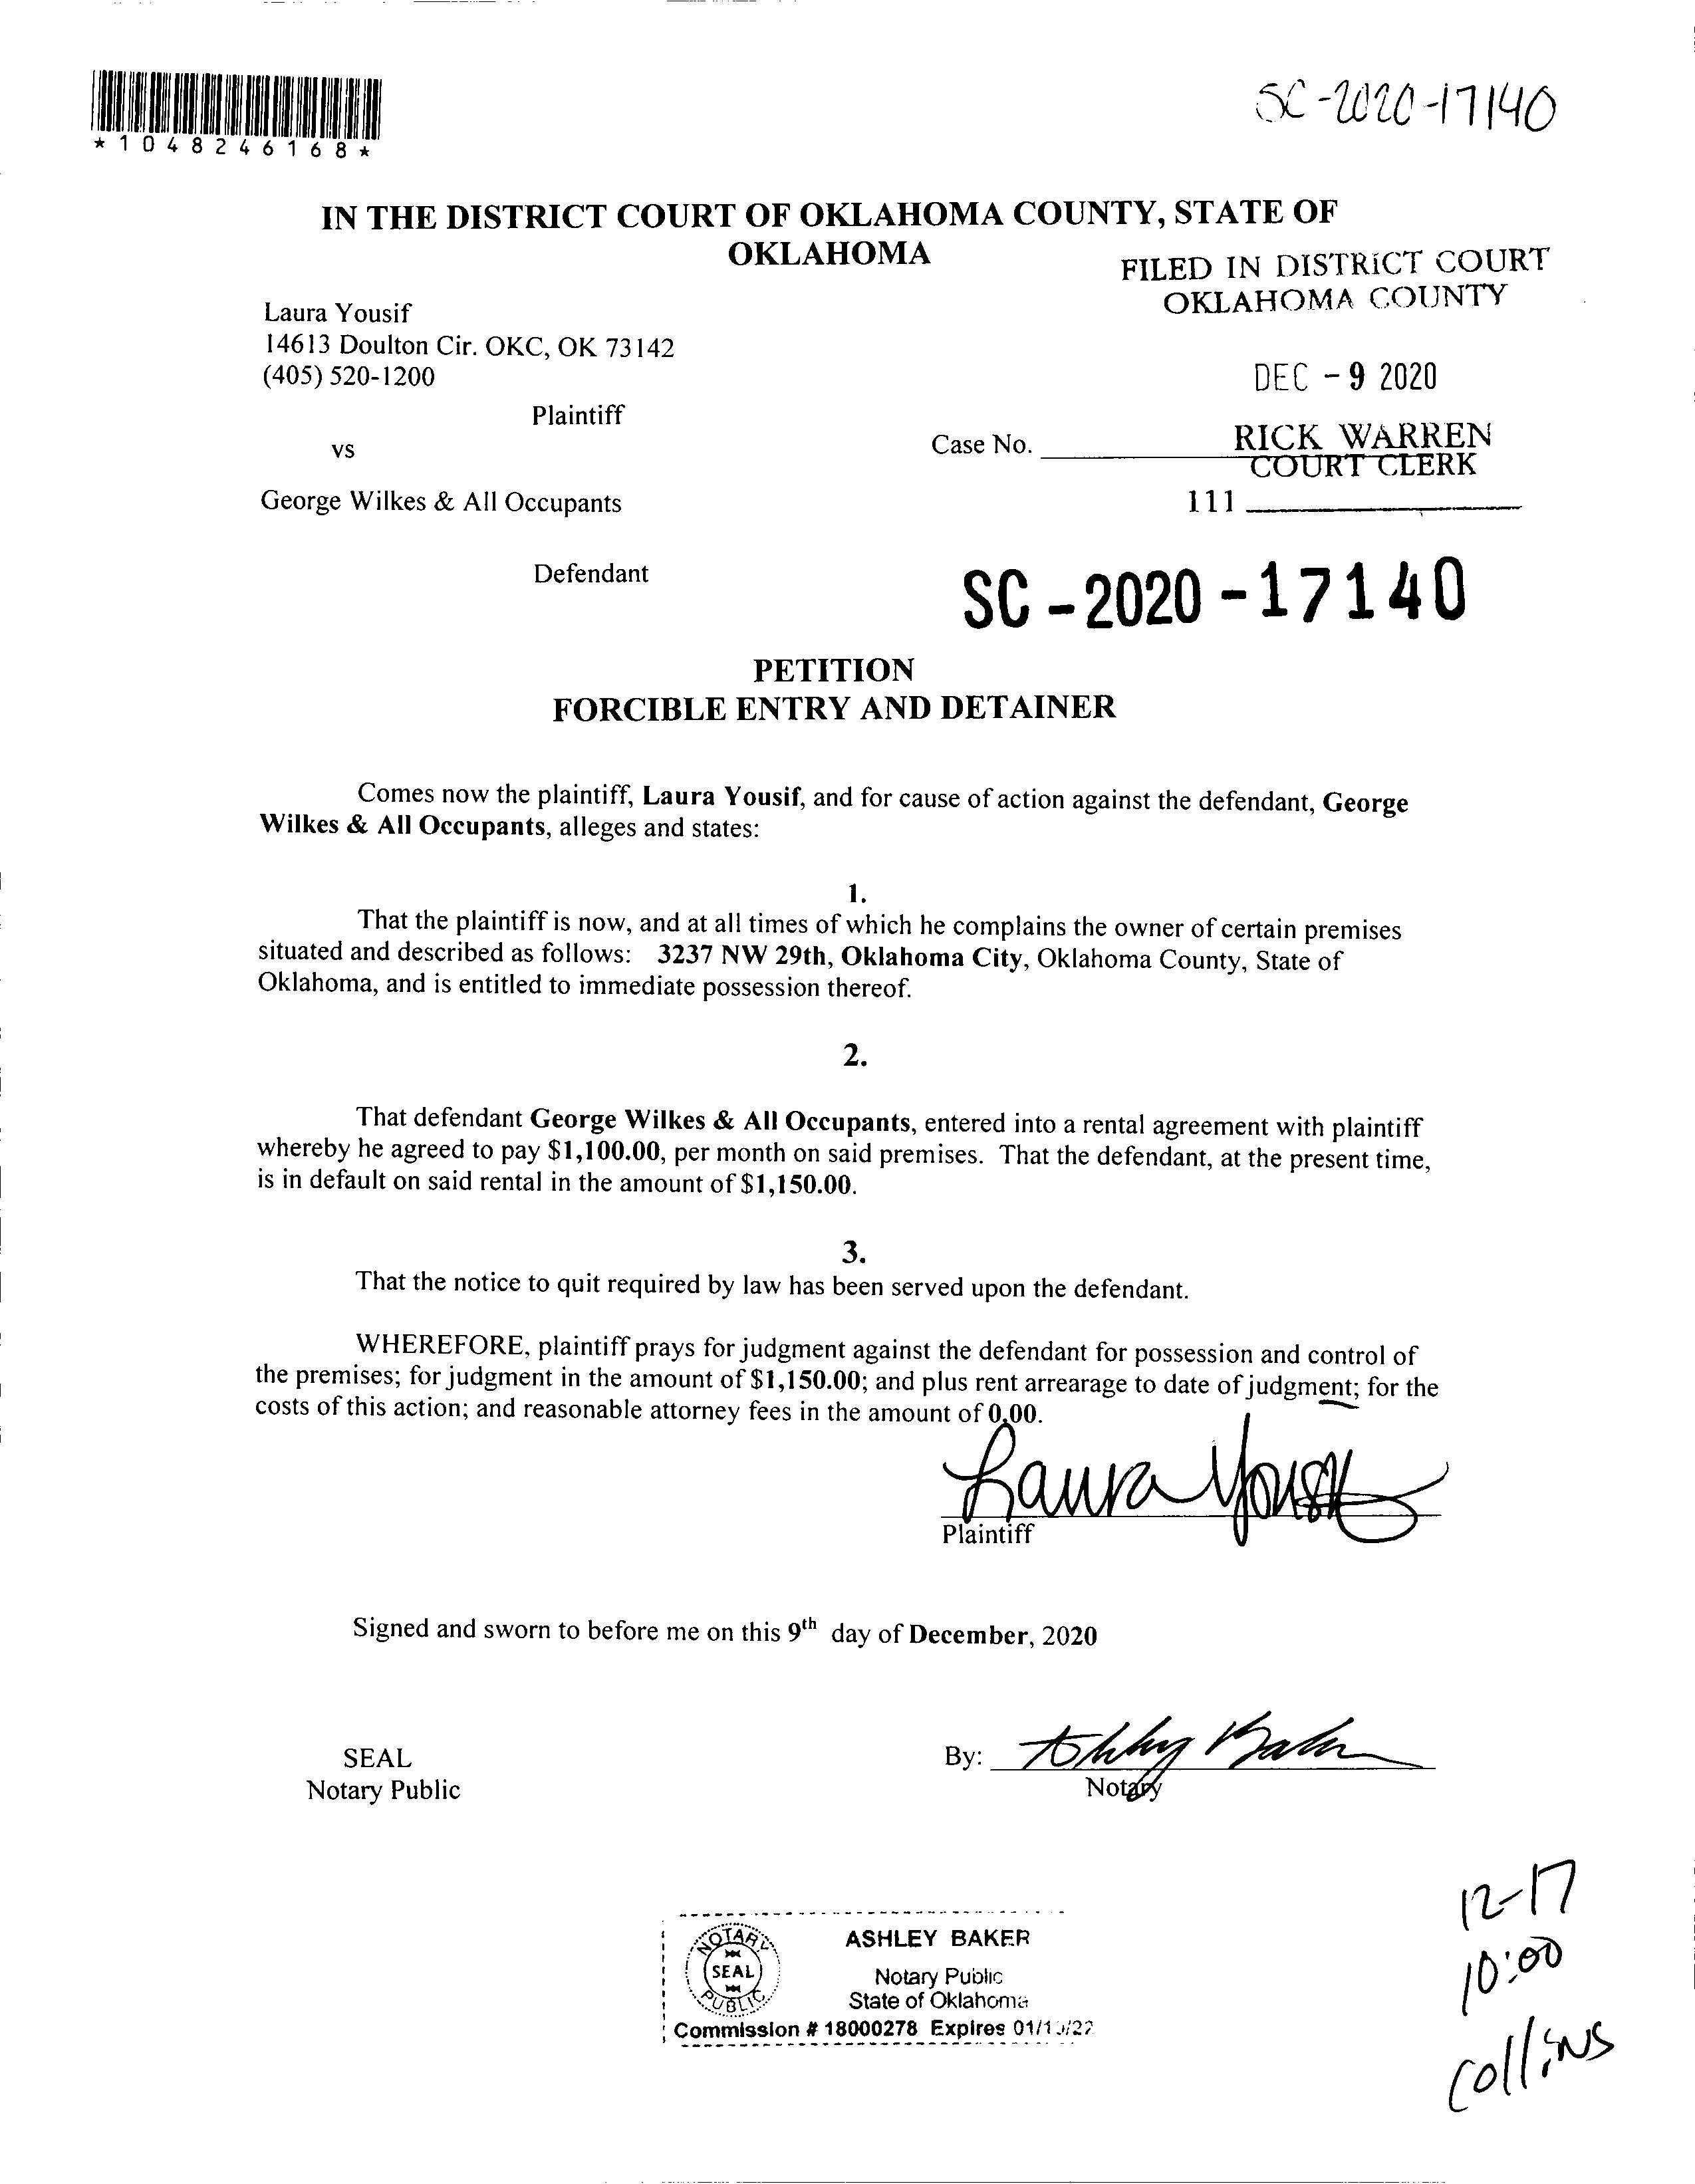 SC-2020-17140
*1048246168*
IN THE DISTRICT COURT OF OKLAHOMA COUNTY, STATE OF
OKLAHOMA
FILED IN DISTRICT COURT
OKLAHOMA COUNTY
Laura Yousif
14613 Doulton Cir. OKC, OK 73142
(405) 520-1200
DEC - 9 2020
Plaintiff
vs
Case No.
RICK WARREN
COURT CLERK
George Wilkes & All Occupants
111
Defendant
SC-2020-17140
PETITION
FORCIBLE ENTRY AND DETAINER
Comes now the plaintiff, Laura Yousif, and for cause of action against the defendant, George
Wilkes & All Occupants, alleges and states:
1.
That the plaintiff is now, and at all times of which he complains the owner of certain premises
situated and described as follows: 3237 NW 29th, Oklahoma City, Oklahoma County, State of
Oklahoma, and is entitled to immediate possession thereof.
2.
That defendant George Wilkes & All Occupants, entered into a rental agreement with plaintiff
whereby he agreed to pay $1,100.00, per month on said premises. That the defendant, at the present time,
is in default on said rental in the amount of $1,150.00.
3.
That the notice to quit required by law has been served upon the defendant.
WHEREFORE, plaintiff prays for judgment against the defendant for possession and control of
the premises; for judgment in the amount of $1,150.00; and plus rent arrearage to date of judgment; for the
costs of this action; and reasonable attorney fees in the amount of 0.00.
Laura Yousif
Plaintiff
Signed and sworn to before me on this 9th day of December, 2020
SEAL
Notary Public
By: Ashley Baker
Notary
12-17
10:00
Collins
NOTARY
SEAL
PUBLIC
ASHLEY BAKER
Notary Public
State of Oklahoma
Commission # 18000278 Expires